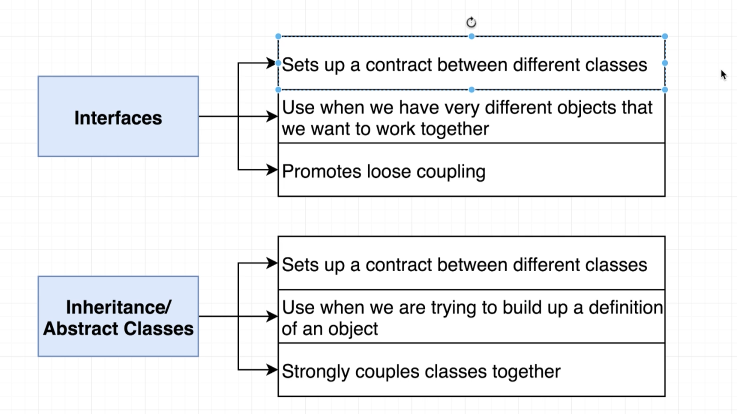 Interfaces
Sets up a contract between different classes
Use when we have very different objects that
we want to work together
Promotes loose coupling
Inheritance/
Abstract Classes
Sets up a contract between different classes
Use when we are trying to build up a definition
of an object
Strongly couples classes together